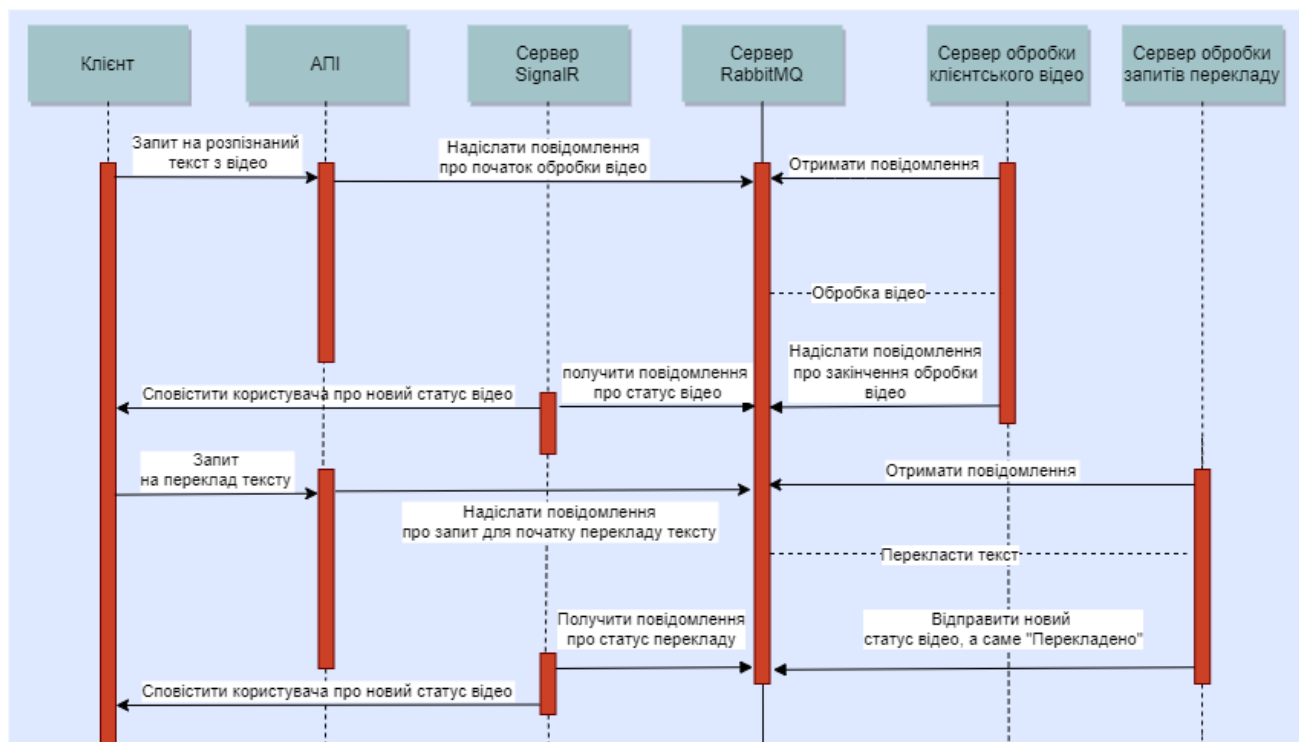 Клієнт
АПІ
Сервер
SignalR
Сервер
RabbitMQ
Сервер обробки
клієнтського відео
Сервер обробки
запитів перекладу
Запит на розпізнаний
текст з відео
Надіслати повідомлення
про початок обробки відео
Отримати повідомлення
Обробка відео
Сповістити користувача про новий статус відео
получити повідомлення
про статус відео
Надіслати повідомлення
про закінчення обробки
відео
Запит
на переклад тексту
Надіслати повідомлення
про запит для початку перекладу тексту
Отримати повідомлення
Перекласти текст
Получити повідомлення
про статус перекладу
Відправити новий
статус відео, а саме "Перекладено"
Сповістити користувача про новий статус відео